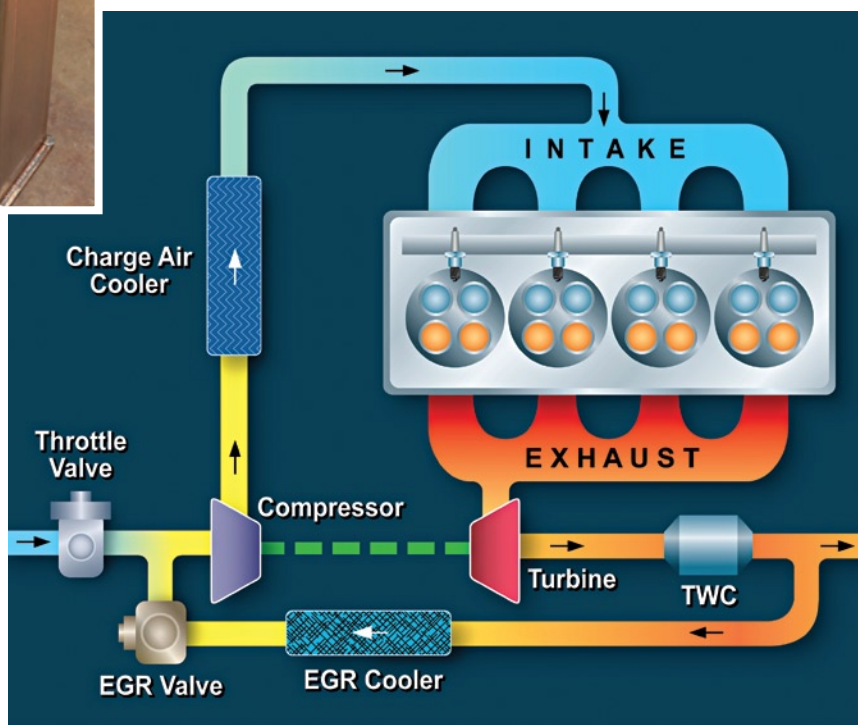 INTAKE
Charge Air
Cooler
Throttle
Valve
EXHAUST
Compressor
Turbine
TWC
EGR Valve
EGR Cooler